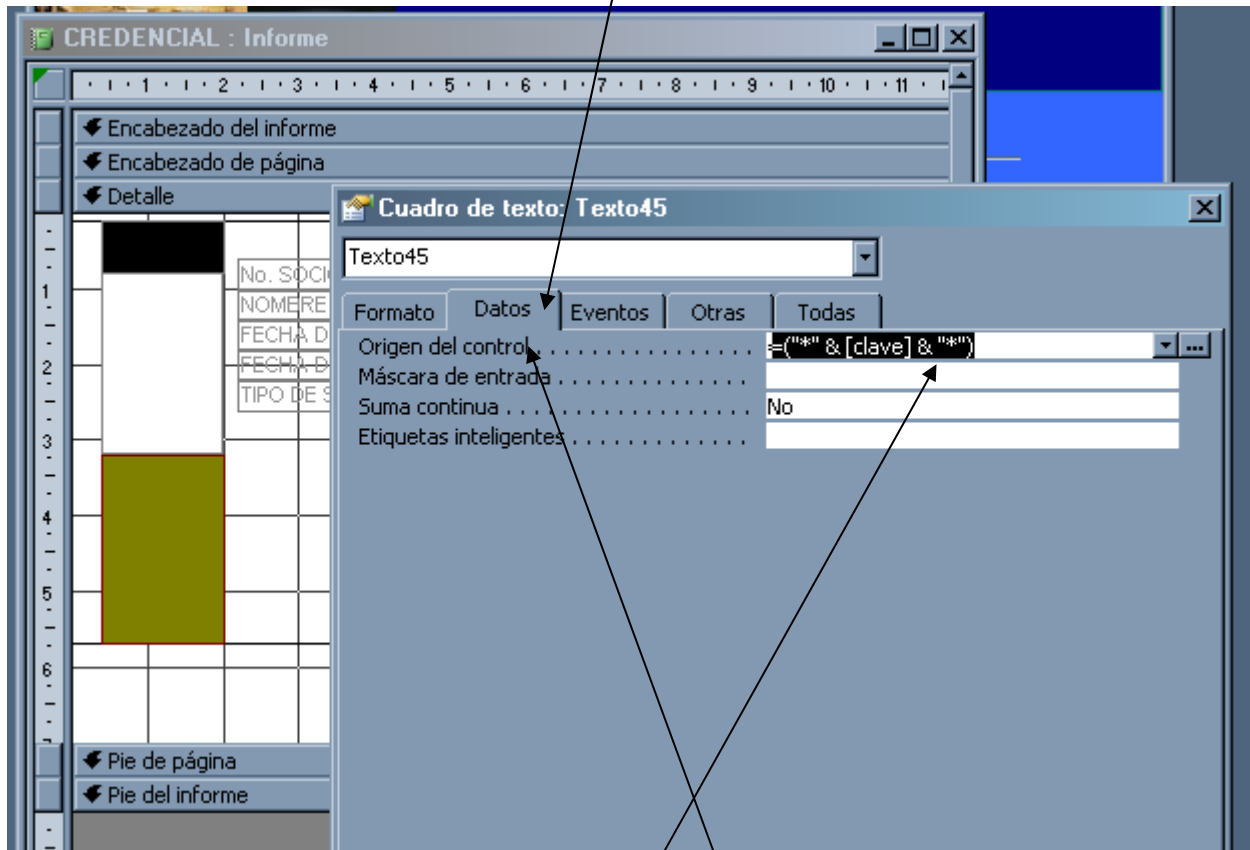 CREDENCIAL : Informe
1 2 3 4 5 6 7 8 9 10 11
Encabezado del informe
Encabezado de página
Detalle
Cuadro de texto: Texto45
Texto45
Formato Datos Eventos Otras Todas
Origen del control . . . . . . . . . . . . . . . . . =("*" & [clave] & "*")
Máscara de entrada . . . . . . . . . . . . . . .
Suma continua . . . . . . . . . . . . . . . . . . . No
Etiquetas inteligentes . . . . . . . . . . . . .
No. SOCI
NOMBRE
FECHA D
FECHA D
TIPO DE S
1
2
3
4
5
6
Pie de página
Pie del informe